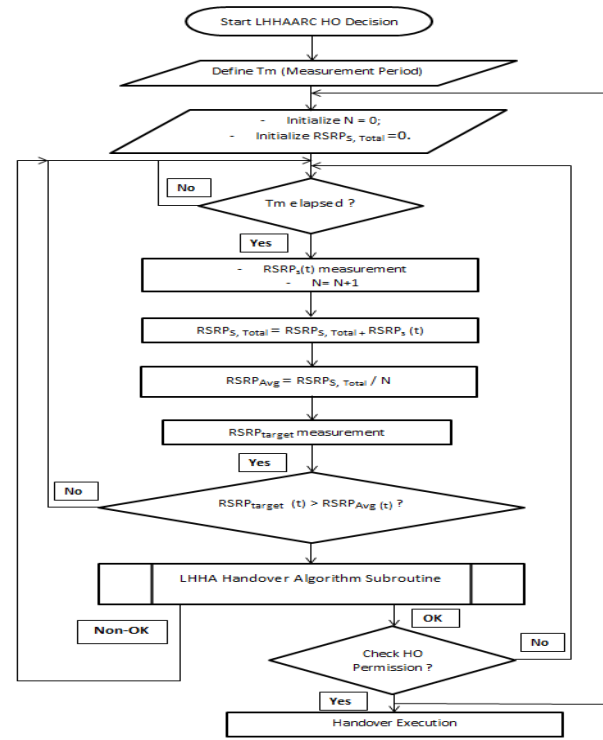 Start LHHAARC HO Decision
Define Tm (Measurement Period)
- Initialize N = 0;
- Initialize RSRPS, Total =0.
No
Tm elapsed ?
Yes
- RSRPs(t) measurement
- N= N+1
RSRPS, Total = RSRPS, Total + RSRPs (t)
RSRPAvg = RSRPS, Total / N
RSRPtarget measurement
Yes
No
RSRPtarget (t) > RSRPAvg (t) ?
LHHA Handover Algorithm Subroutine
OK
Non-OK
No
Check HO
Permission ?
Yes
Handover Execution